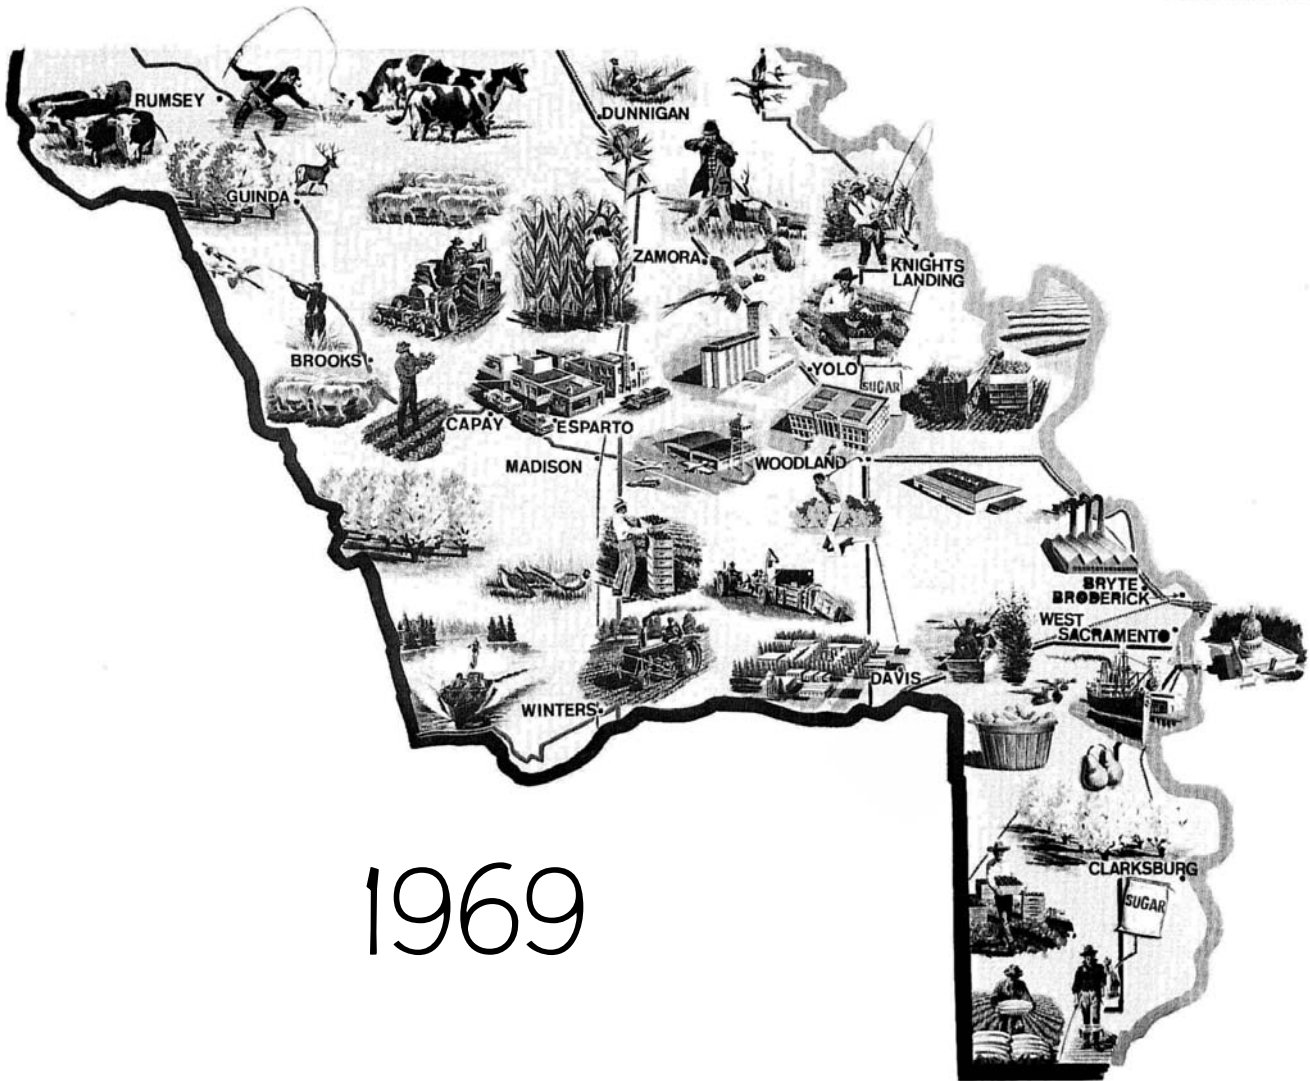 RUMSEY
DUNNIGAN
GUINDA
ZAMORA
KNIGHTS
LANDING
BROOKS
YOLO
SUGAR
CAPAY
ESPARTO
MADISON
WOODLAND
BRYTE
BRODERICK
WEST
SACRAMENTO
DAVIS
WINTERS
CLARKSBURG
SUGAR
1969